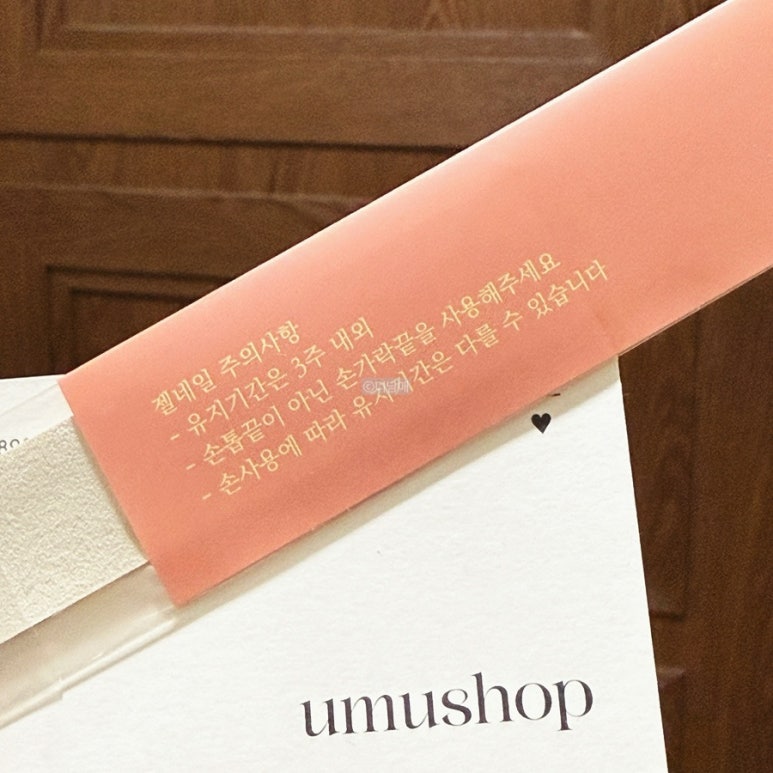 젤네일 주의사항
- 유지기간은 3주 내외
- 손톱끝이 아닌 손가락끝을 사용해주세요
- 손사용에 따라 유지기간은 다를 수 있습니다
umushop